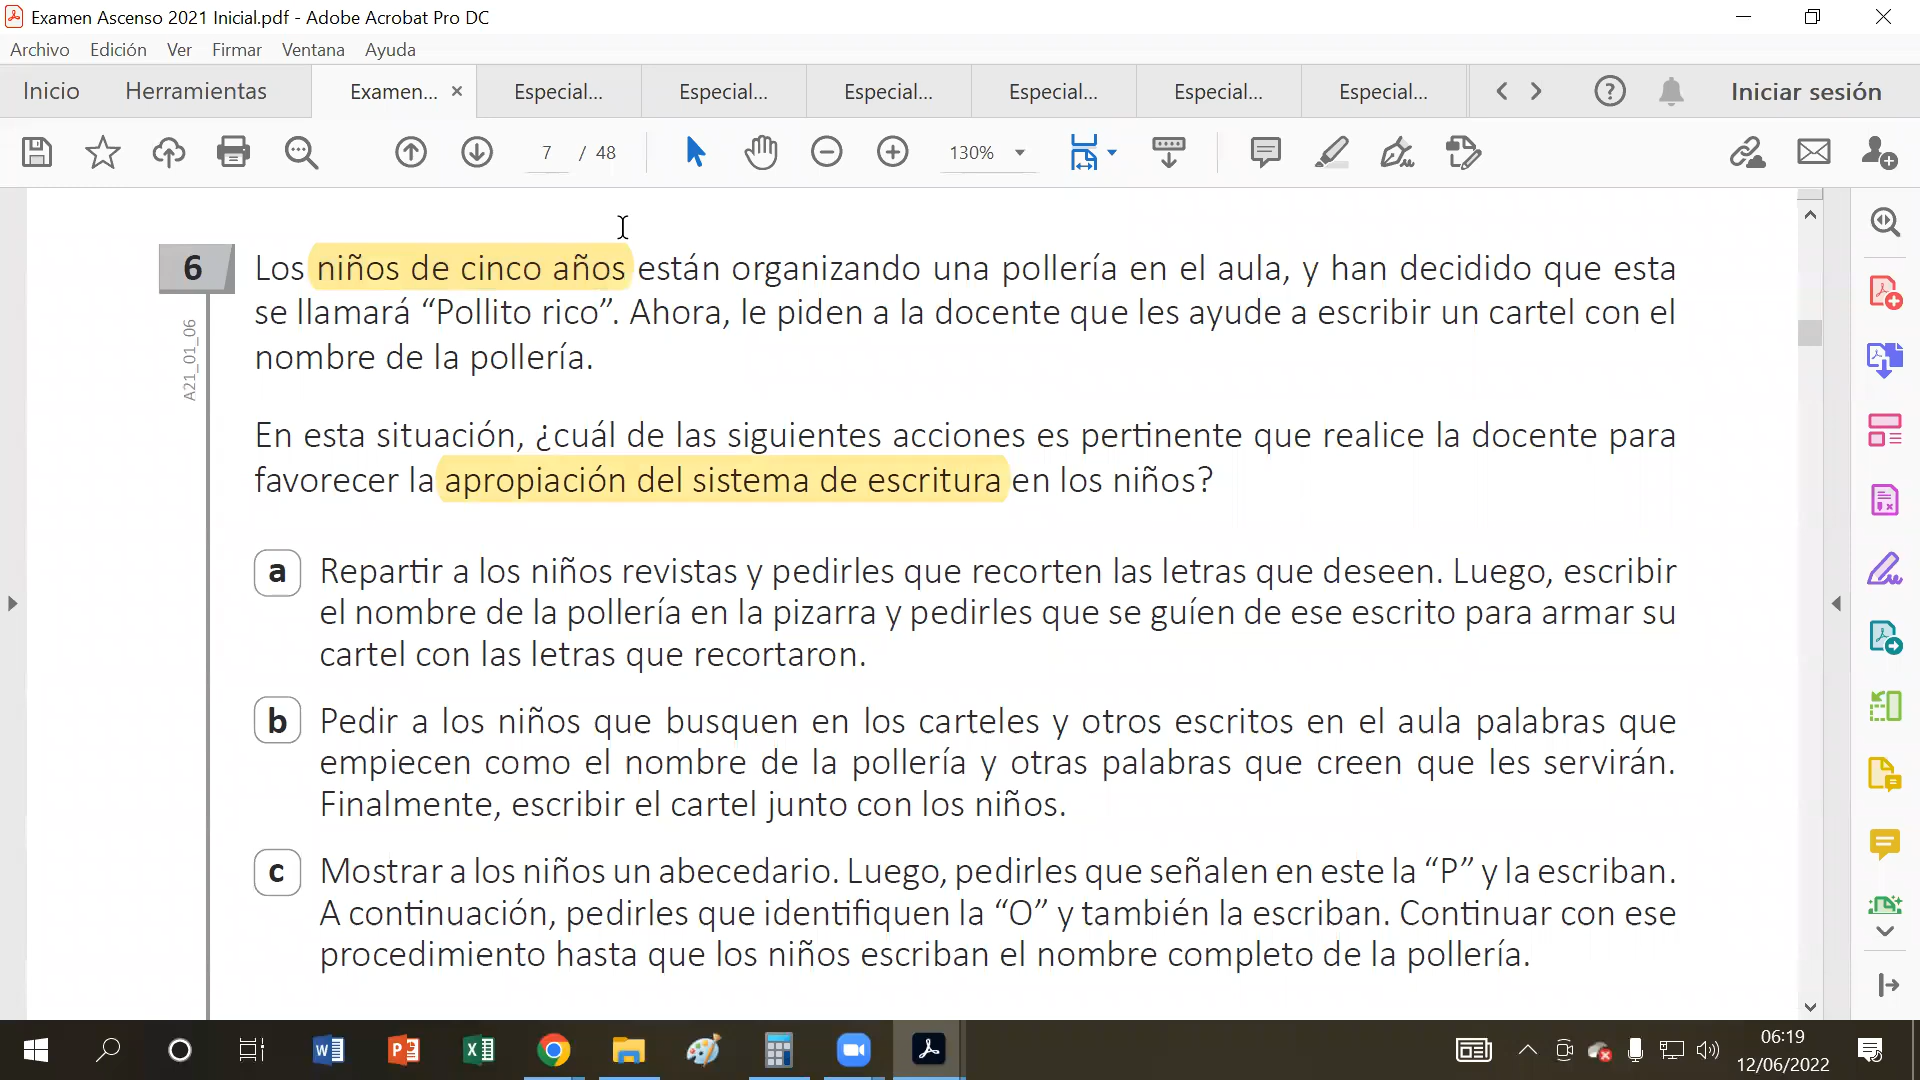 Examen Ascenso 2021 Inicial.pdf - Adobe Acrobat Pro DC
Archivo Edición Ver Firmar Ventana Ayuda
Inicio Herramientas Examen... × Especial... Especial... Especial... Especial... Especial... Especial... Iniciar sesión
7 / 48 130%
6 Los niños de cinco años están organizando una pollería en el aula, y han decidido que esta
se llamará “Pollito rico”. Ahora, le piden a la docente que les ayude a escribir un cartel con el
nombre de la pollería.
A21_01_06
En esta situación, ¿cuál de las siguientes acciones es pertinente que realice la docente para
favorecer la apropiación del sistema de escritura en los niños?
a Repartir a los niños revistas y pedirles que recorten las letras que deseen. Luego, escribir
el nombre de la pollería en la pizarra y pedirles que se guíen de ese escrito para armar su
cartel con las letras que recortaron.
b Pedir a los niños que busquen en los carteles y otros escritos en el aula palabras que
empiecen como el nombre de la pollería y otras palabras que creen que les servirán.
Finalmente, escribir el cartel junto con los niños.
c Mostrar a los niños un abecedario. Luego, pedirles que señalen en este la “P” y la escriban.
A continuación, pedirles que identifiquen la “O” y también la escriban. Continuar con ese
procedimiento hasta que los niños escriban el nombre completo de la pollería.
06:19
12/06/2022